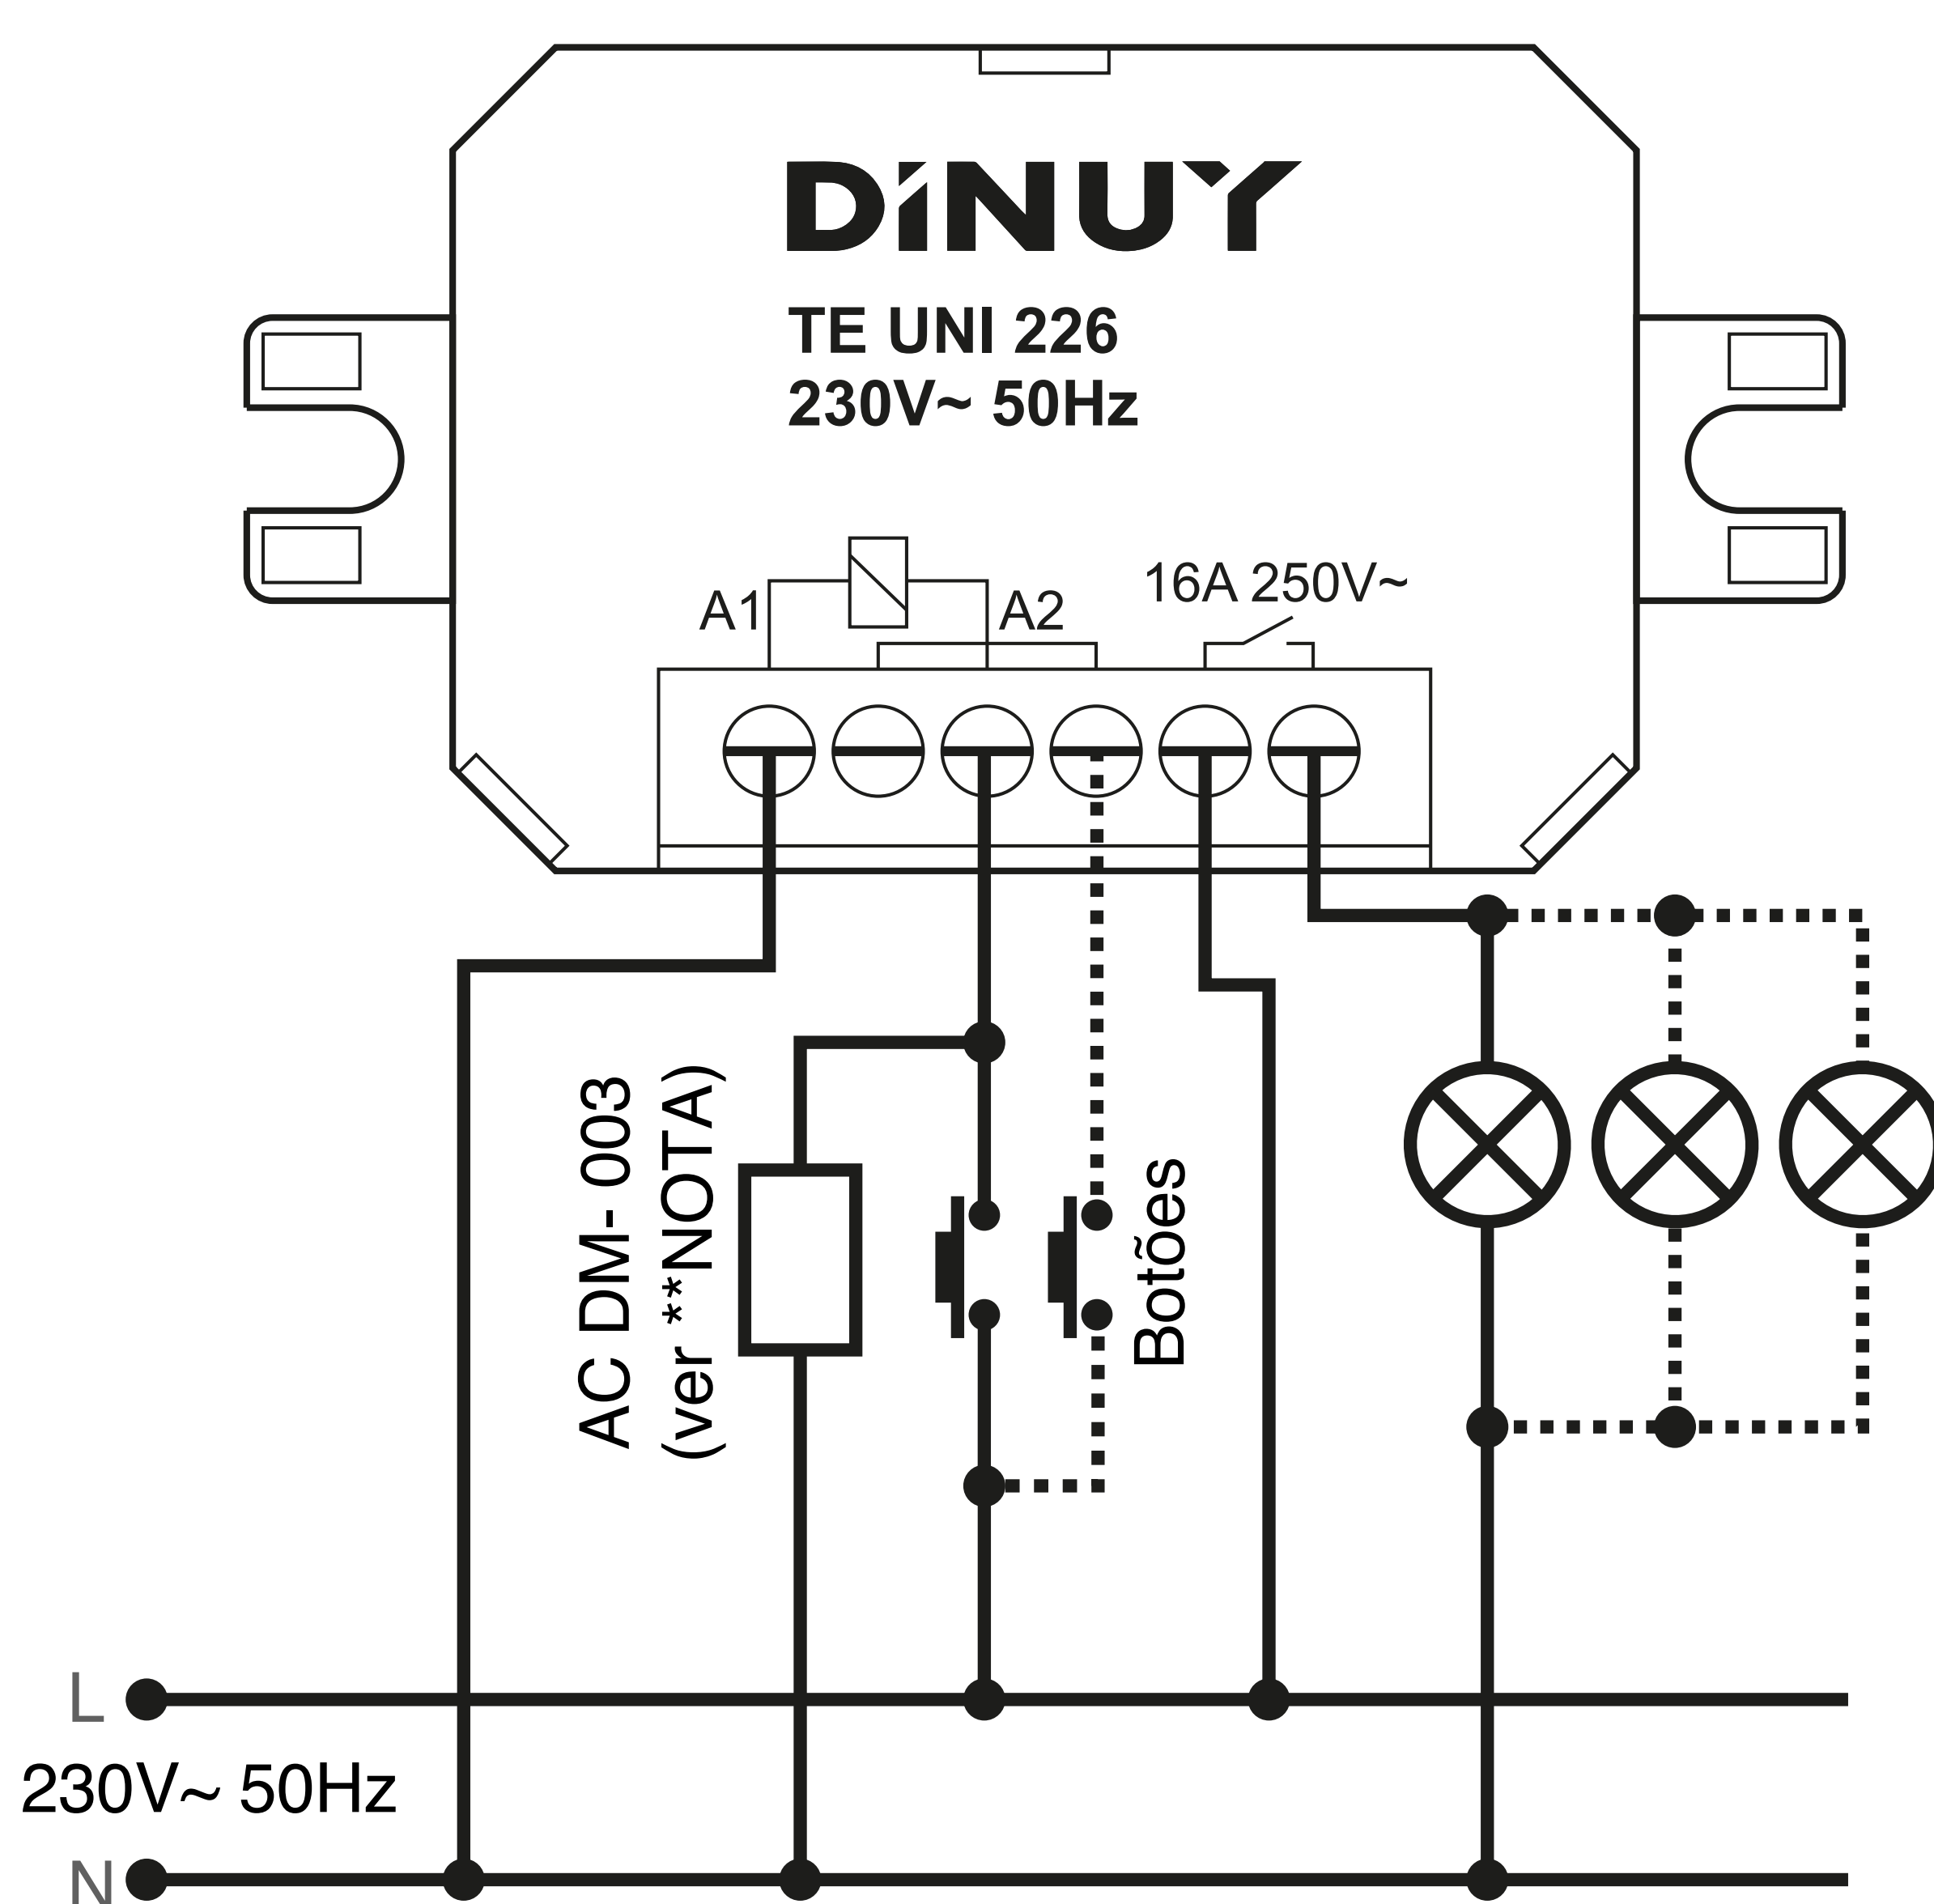 DINUY
TE UNI 226
230V~ 50Hz
A1
A2
16A 250V~
AC DM- 003
(ver **NOTA)
Botões
L
230V~ 50Hz
N